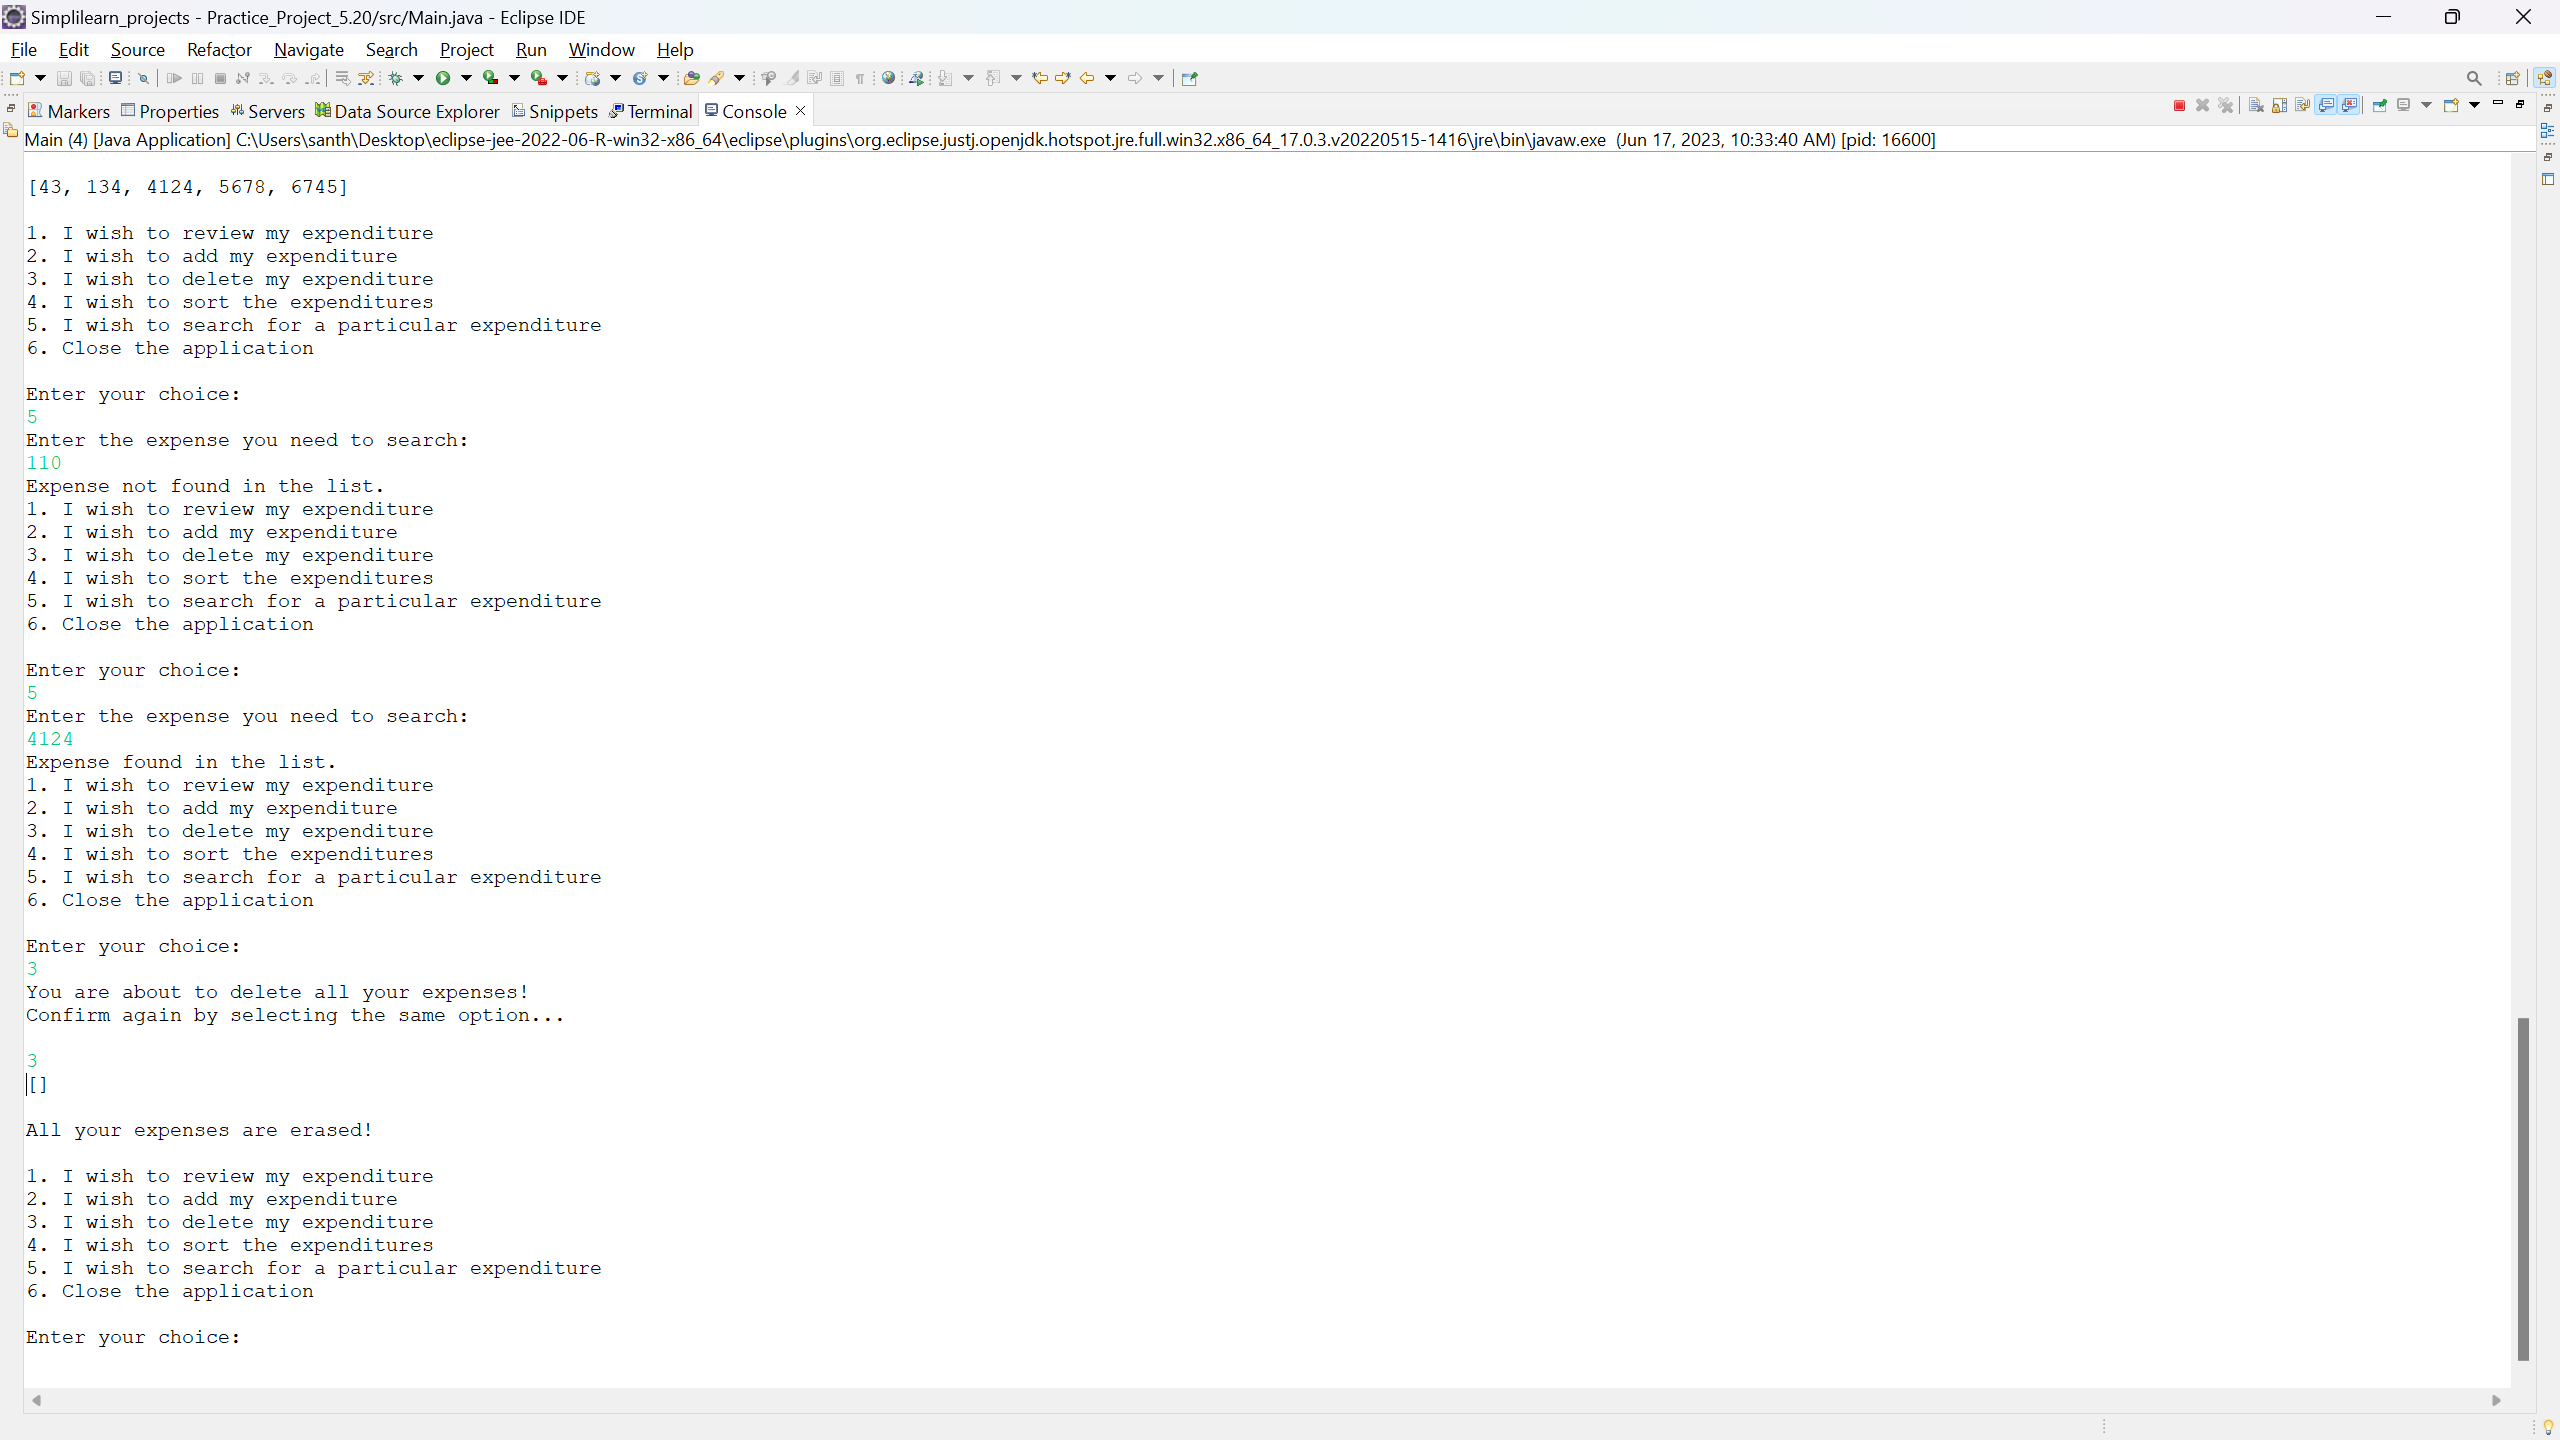 Simplilearn_projects - Practice_Project_5.20/src/Main.java - Eclipse IDE
File Edit Source Refactor Navigate Search Project Run Window Help
Markers Properties Servers Data Source Explorer Snippets Terminal Console
Main (4) [Java Application] C:\Users\santh\Desktop\eclipse-jee-2022-06-R-win32-x86_64\eclipse\plugins\org.eclipse.justj.openjdk.hotspot.jre.full.win32.x86_64_17.0.3.v20220515-1416\jre\bin\javaw.exe (Jun 17, 2023, 10:33:40 AM) [pid: 16600]
[43, 134, 4124, 5678, 6745]
1. I wish to review my expenditure
2. I wish to add my expenditure
3. I wish to delete my expenditure
4. I wish to sort the expenditures
5. I wish to search for a particular expenditure
6. Close the application
Enter your choice:
5
Enter the expense you need to search:
110
Expense not found in the list.
1. I wish to review my expenditure
2. I wish to add my expenditure
3. I wish to delete my expenditure
4. I wish to sort the expenditures
5. I wish to search for a particular expenditure
6. Close the application
Enter your choice:
5
Enter the expense you need to search:
4124
Expense found in the list.
1. I wish to review my expenditure
2. I wish to add my expenditure
3. I wish to delete my expenditure
4. I wish to sort the expenditures
5. I wish to search for a particular expenditure
6. Close the application
Enter your choice:
3
You are about to delete all your expenses!
Confirm again by selecting the same option...
3
[]
All your expenses are erased!
1. I wish to review my expenditure
2. I wish to add my expenditure
3. I wish to delete my expenditure
4. I wish to sort the expenditures
5. I wish to search for a particular expenditure
6. Close the application
Enter your choice: